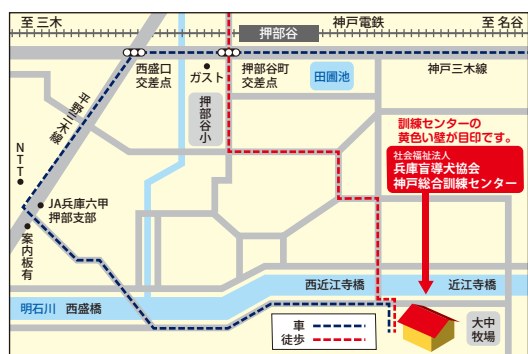 至 三木
神戸電鉄
至 名谷
押部谷
西盛口
交差点
ガスト
押部谷町
交差点
田圃池
神戸三木線
平野三木線
押部谷小
訓練センターの
黄色い壁が目印です。
社会福祉法人
兵庫盲導犬協会
神戸総合訓練センター
NTT
JA兵庫六甲
押部支部
案内板有
西近江寺橋
近江寺橋
明石川
西盛橋
車
徒歩
大中
牧場